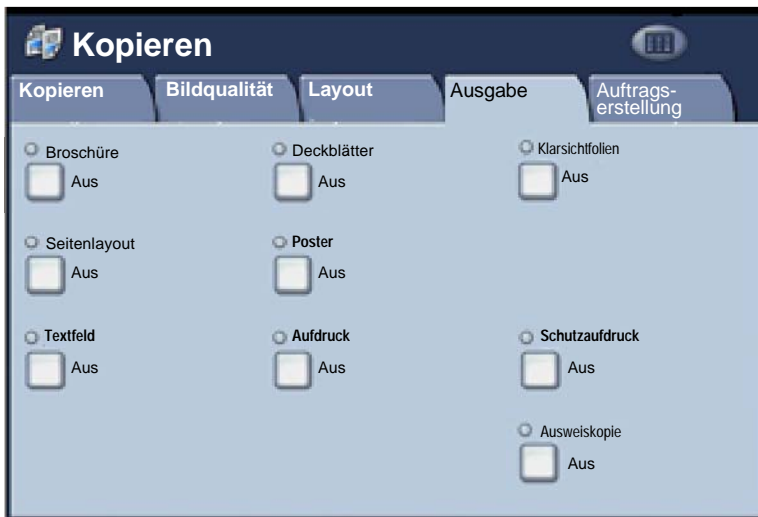 Kopieren
Kopieren
Bildqualität
Layout
Ausgabe
Auftrags-
erstellung
Broschüre
Aus
Deckblätter
Aus
Klarsichtfolien
Aus
Seitenlayout
Aus
Poster
Aus
Textfeld
Aus
Aufdruck
Aus
Schutzaufdruck
Aus
Ausweiskopie
Aus